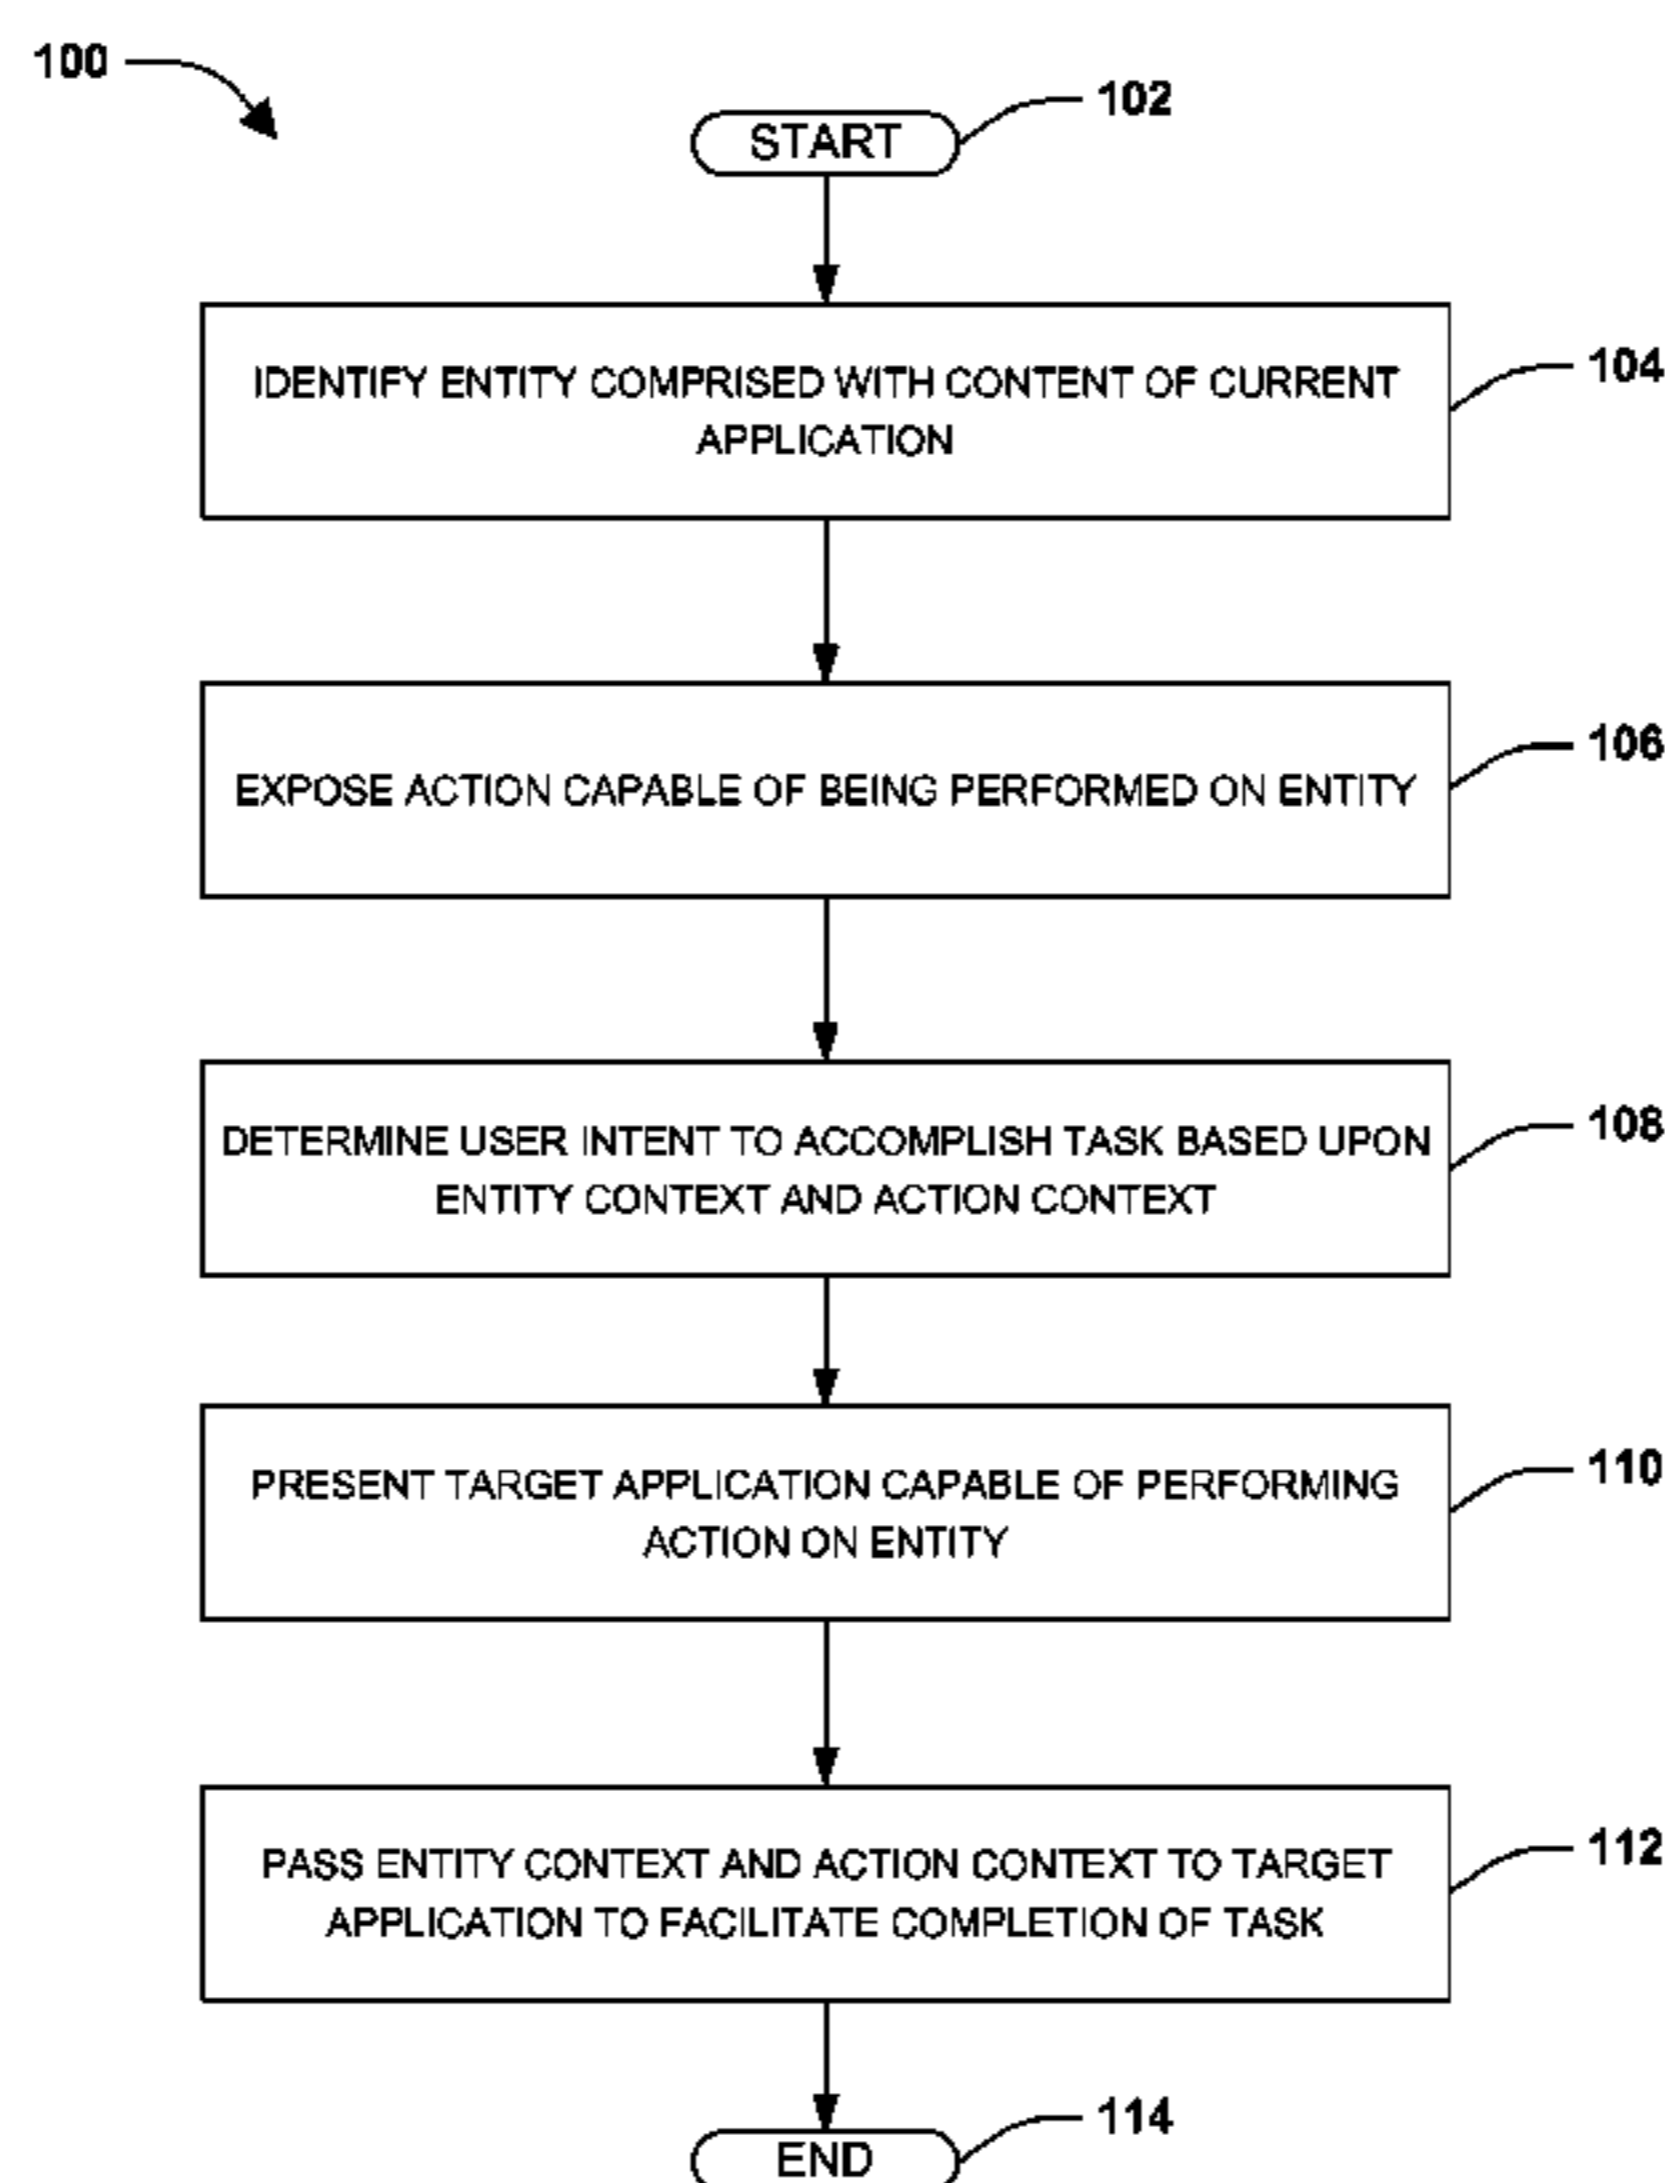 100
102
START
104
IDENTIFY ENTITY COMPRISED WITH CONTENT OF CURRENT
APPLICATION
106
EXPOSE ACTION CAPABLE OF BEING PERFORMED ON ENTITY
108
DETERMINE USER INTENT TO ACCOMPLISH TASK BASED UPON
ENTITY CONTEXT AND ACTION CONTEXT
110
PRESENT TARGET APPLICATION CAPABLE OF PERFORMING
ACTION ON ENTITY
112
PASS ENTITY CONTEXT AND ACTION CONTEXT TO TARGET
APPLICATION TO FACILITATE COMPLETION OF TASK
114
END